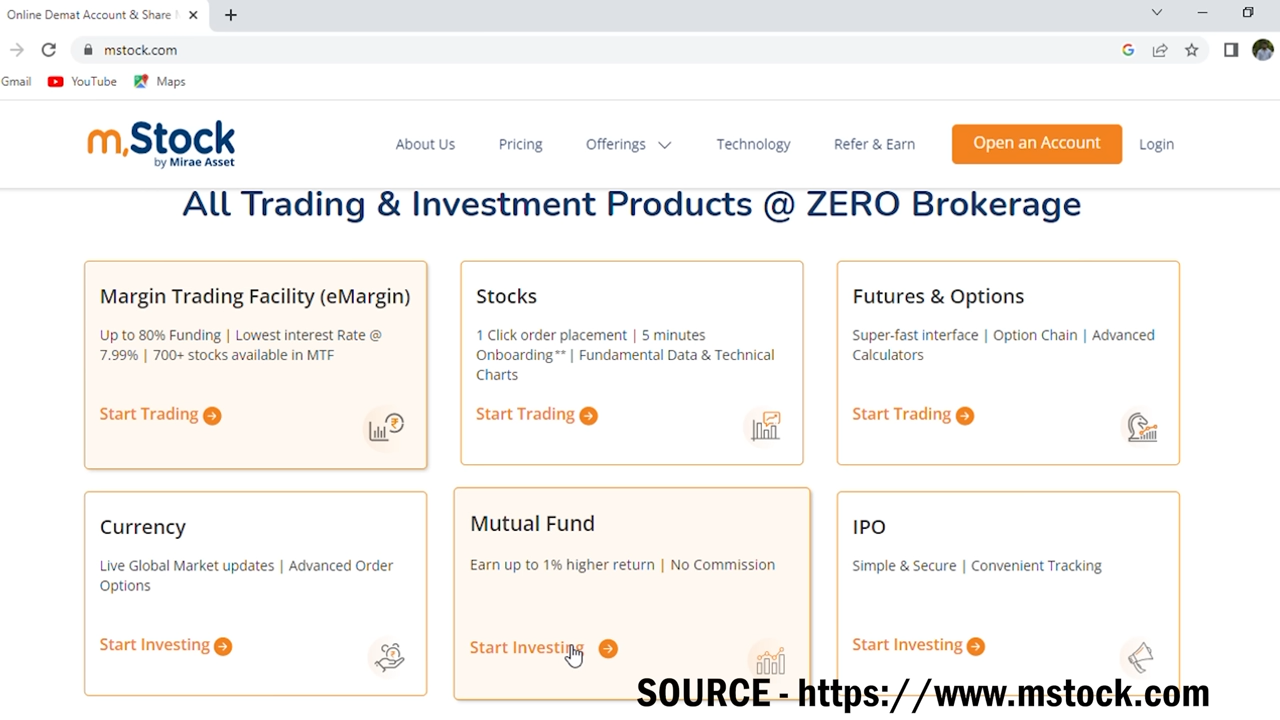 Online Demat Account & Share
mstock.com
Gmail YouTube Maps
m.Stock
by Mirae Asset
About Us Pricing Offerings Technology Refer & Earn Open an Account Login
All Trading & Investment Products @ ZERO Brokerage
Margin Trading Facility (eMargin)
Up to 80% Funding | Lowest interest Rate @
7.99% | 700+ stocks available in MTF
Start Trading
Stocks
1 Click order placement | 5 minutes
Onboarding** | Fundamental Data & Technical
Charts
Start Trading
Futures & Options
Super-fast interface | Option Chain | Advanced
Calculators
Start Trading
Currency
Live Global Market updates | Advanced Order
Options
Start Investing
Mutual Fund
Earn up to 1% higher return | No Commission
Start Investing
IPO
Simple & Secure | Convenient Tracking
Start Investing
SOURCE - https://www.mstock.com